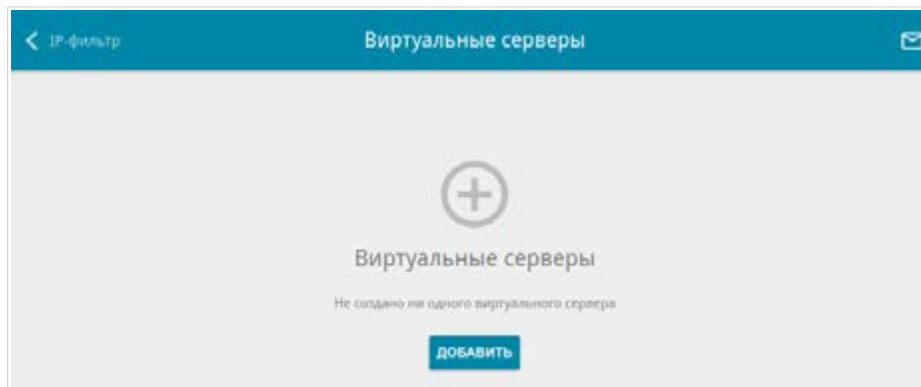 IP-фильтр
Виртуальные серверы
Виртуальные серверы
Не создано ни одного виртуального сервера
ДОБАВИТЬ